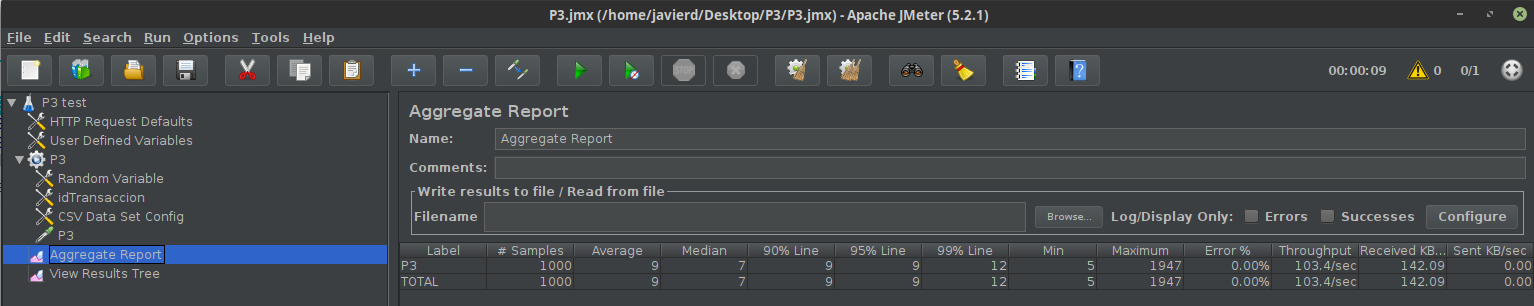 P3.jmx (/home/javierd/Desktop/P3/P3.jmx) - Apache JMeter (5.2.1)
File Edit Search Run Options Tools Help
STOP 00:00:09 0 0/1
P3 test
HTTP Request Defaults
User Defined Variables
P3
Random Variable
idTransaccion
CSV Data Set Config
P3
Aggregate Report
View Results Tree
Aggregate Report
Name: Aggregate Report
Comments:
Write results to file / Read from file
Filename Browse... Log/Display Only: Errors Successes Configure
Label # Samples Average Median 90% Line 95% Line 99% Line Min Maximum Error % Throughput Received KB... Sent KB/sec
P3 1000 9 7 9 9 12 5 1947 0.00% 103.4/sec 142.09 0.00
TOTAL 1000 9 7 9 9 12 5 1947 0.00% 103.4/sec 142.09 0.00